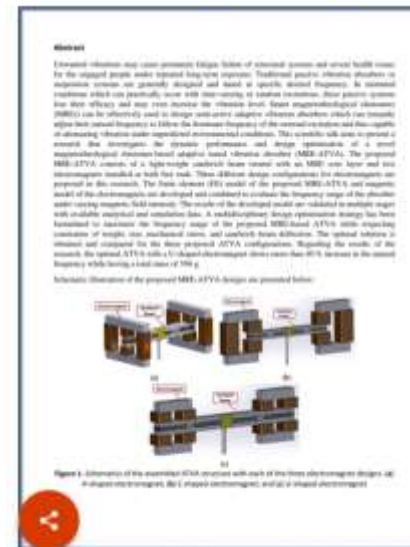 Abstract
Unwanted vibrations may cause premature fatigue failure of structural systems and severe health issues
for the engaged people under repeated long-term exposure. Traditional passive vibration absorbers or
suspension systems are generally designed and tuned at specific desired frequency. In
conditions which can practically occur with time-varying or random excitations, these passive systems
lose their efficacy and may even increase the vibration level. Smart magnetorheological elastomers
(MREs) can be effectively used to design semi-active adaptive vibration absorbers which can
adjust their natural frequency to follow the dominant frequency of the external excitation and thus capable
of attenuating vibration under unpredicted environmental conditions. This scientific talk aims to present a
research that investigates the dynamic performance and design optimization of a novel
magnetorheological elastomer-based adaptive tuned vibration absorber (MRE-ATVA). The proposed
MRE-ATVA consists of a light-weight sandwich beam treated with an MRE core layer and two
electromagnets installed at both free ends. Three different design configurations for electromagnets are
proposed in this research. The finite element (FE) model of the proposed MRE-ATVA and magnetic
model of the electromagnets are developed and combined to evaluate the frequency range of the absorber
under varying magnetic field intensity. The results of the developed model are validated in multiple stages
with available analytical and simulation data. A multidisciplinary design optimization strategy has been
formulated to maximize the frequency range of the proposed MRE-based ATVA while respecting
constraints of weight, size, mechanical stress, and sandwich beam deflection. The optimal solution is
obtained and compared for the three proposed ATVA configurations. Regarding the results of the
research, the optimal ATVA with a U-shaped electromagnet shows more than 40% increase in the natural
frequency while having a total mass of 596 g.
Schematic illustration of the proposed MRE-ATVA designs are presented below:
Electromagnet
Electromagnet
(a)
(b)
Electromagnet
(c)
Figure 1. Schematics of the assembled ATVA structure with each of the three electromagnet designs: (a)
-shaped electromagnet, (b) C-shaped electromagnet, and (c) U-shaped electromagnet